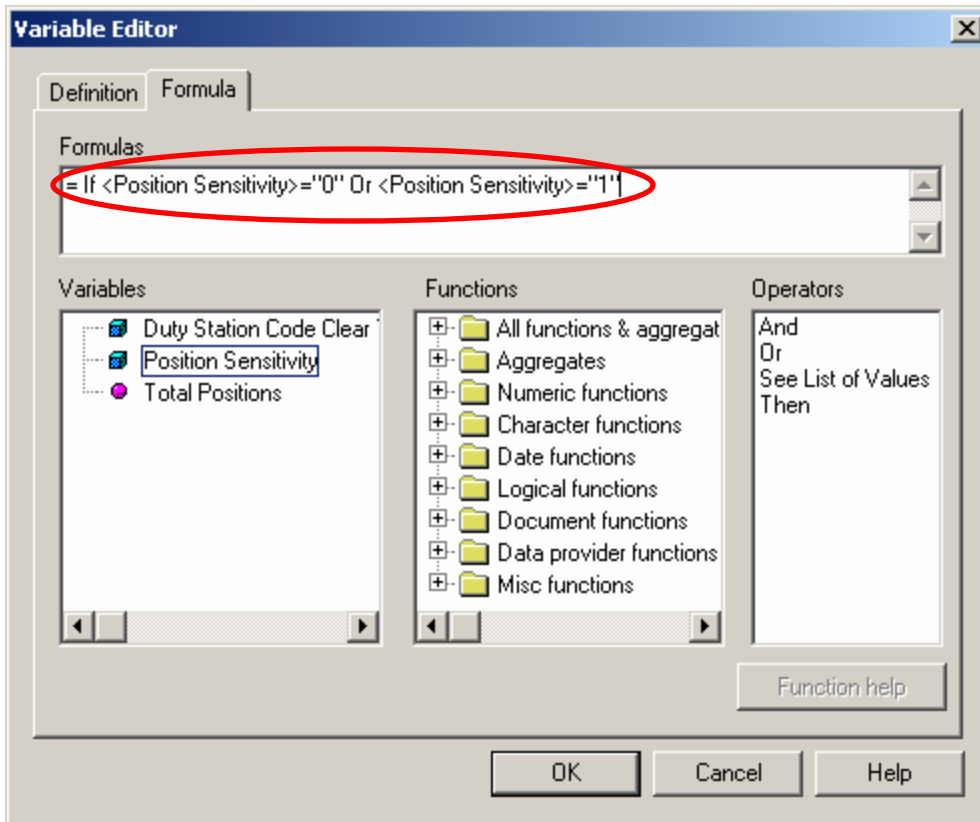 Variable Editor
Definition
Formula
Formulas
= If <Position Sensitivity>="0" Or <Position Sensitivity>="1"
Variables
Duty Station Code Clear
Position Sensitivity
Total Positions
Functions
All functions & aggregat
Aggregates
Numeric functions
Character functions
Date functions
Logical functions
Document functions
Data provider functions
Misc functions
Operators
And
Or
See List of Values
Then
Function help
OK
Cancel
Help